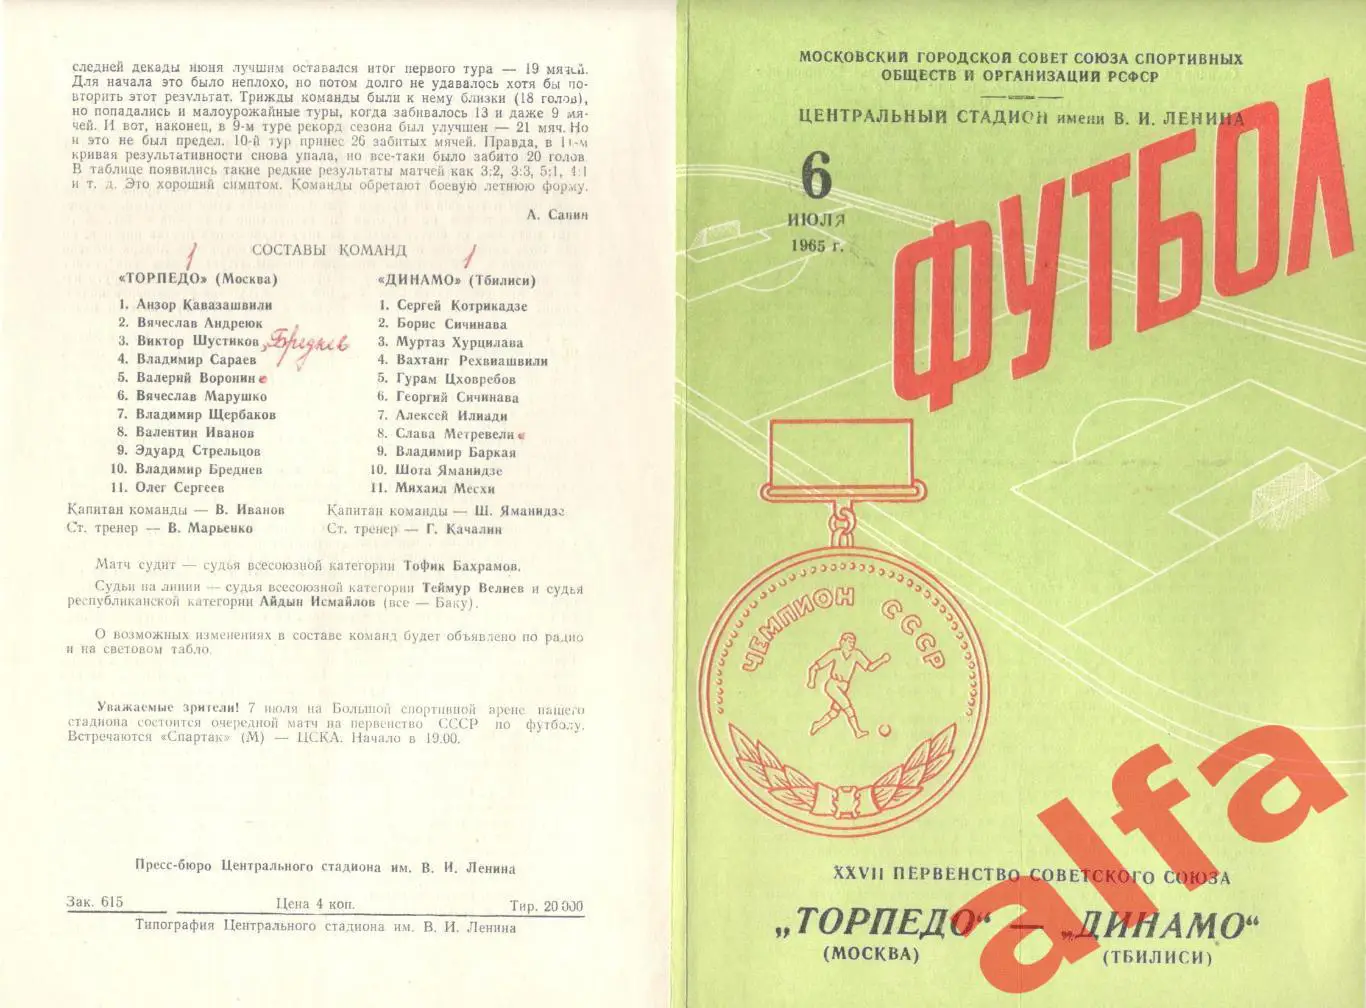 следней декады июня лучшим оставался итог первого тура — 19 мячей.
Для начала это было неплохо, но потом долго не удавалось хотя бы по-
вторить этот результат. Трижды команды были к нему близки (18 голов),
но попадались и малоурожайные туры, когда забивалось 13 и даже 9 мя-
чей. И вот, наконец, в 9-м туре рекорд сезона был улучшен — 21 мяч. Но
и это не был предел. 10-й тур принес 26 забитых мячей. Правда, в 11-м
кривая результативности снова упала, но все-таки было забито 20 голов.
В таблице появились такие редкие результаты матчей как 3:2, 3:3, 5:1, 4:1
и т. д. Это хороший симптом. Команды обретают боевую летнюю форму.
А. Санин
СОСТАВЫ КОМАНД
1
«ТОРПЕДО» (Москва)
1. Анзор Кавазашвили
2. Вячеслав Андреюк
3. Виктор Шустиков Бреднев
4. Владимир Сараев
5. Валерий Воронин
6. Вячеслав Марушко
7. Владимир Щербаков
8. Валентин Иванов
9. Эдуард Стрельцов
10. Владимир Бреднев
11. Олег Сергеев
Капитан команды — В. Иванов
Ст. тренер — В. Марьенко
1
«ДИНАМО» (Тбилиси)
1. Сергей Котрикадзе
2. Борис Сичинава
3. Муртаз Хурцилава
4. Вахтанг Рехвиашвили
5. Гурам Цховребов
6. Георгий Сичинава
7. Алексей Илиади
8. Слава Метревели
9. Владимир Баркая
10. Шота Яманидзе
11. Михаил Месхи
Капитан команды — Ш. Яманидзе
Ст. тренер — Г. Качалин
Матч судит — судья всесоюзной категории Тофик Бахрамов.
Судьи на линии — судья всесоюзной категории Теймур Велиев и судья
республиканской категории Айдын Исмайлов (все — Баку).
О возможных изменениях в составе команд будет объявлено по радио
и на световом табло.
Уважаемые зрители! 7 июля на Большой спортивной арене нашего
стадиона состоится очередной матч на первенство СССР по футболу.
Встречаются «Спартак» (М) — ЦСКА. Начало в 19.00.
Пресс-бюро Центрального стадиона им. В. И. Ленина
Зак. 615 Цена 4 коп. Тир. 20 000
Типография Центрального стадиона им. В. И. Ленина
МОСКОВСКИЙ ГОРОДСКОЙ СОВЕТ СОЮЗА СПОРТИВНЫХ
ОБЩЕСТВ И ОРГАНИЗАЦИЙ РСФСР
ЦЕНТРАЛЬНЫЙ СТАДИОН имени В. И. ЛЕНИНА
6
ИЮЛЯ
1965 г.
ФУТБОЛ
ЧЕМПИОН СССР
XXVII ПЕРВЕНСТВО СОВЕТСКОГО СОЮЗА
„ТОРПЕДО“ — „ДИНАМО“
(МОСКВА) (ТБИЛИСИ)
alfa